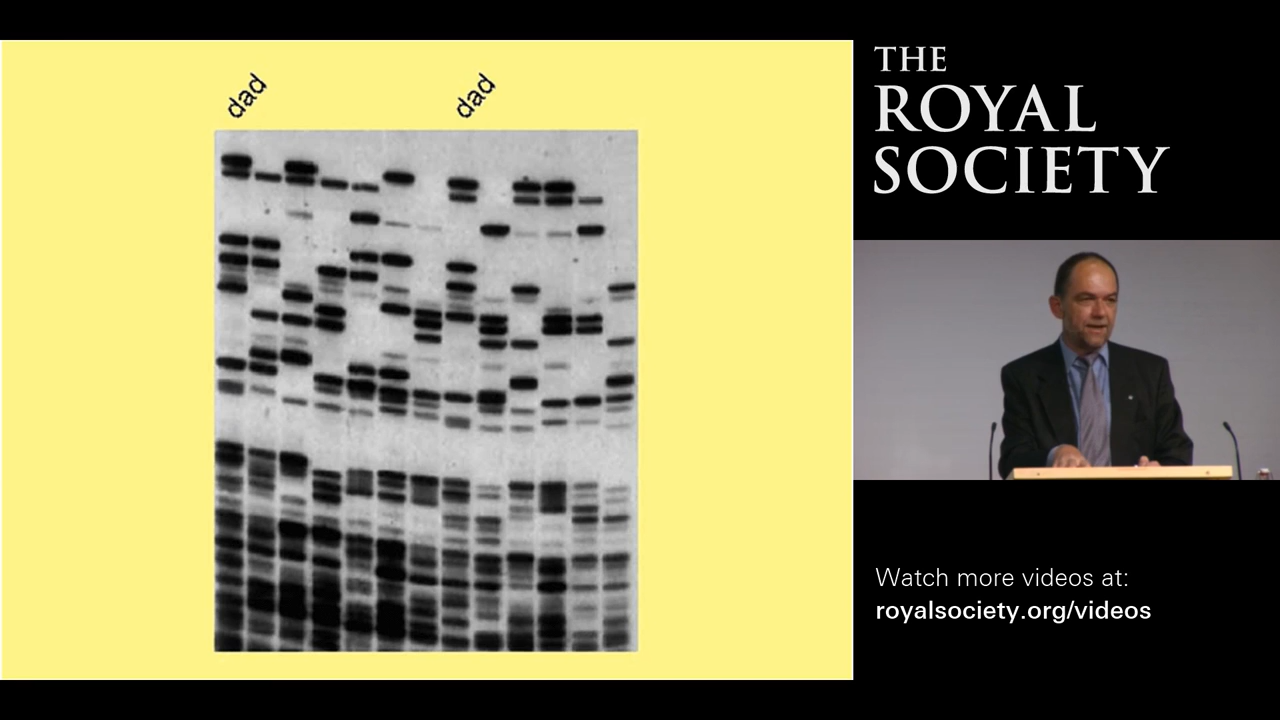 dad
dad
THE
ROYAL
SOCIETY
Watch more videos at:
royalsociety.org/videos